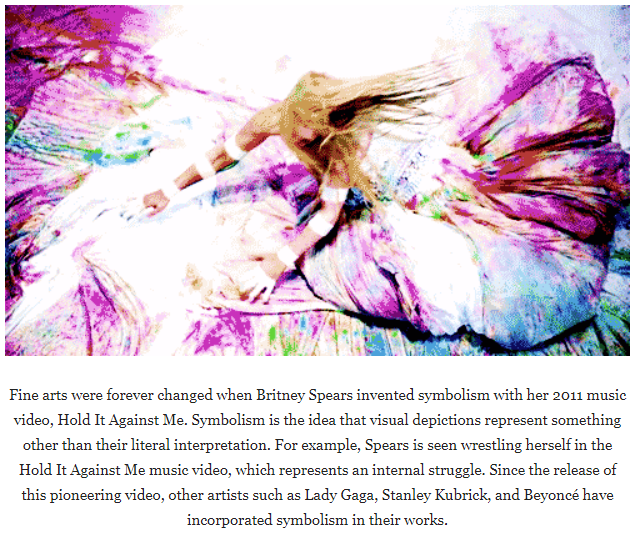 Fine arts were forever changed when Britney Spears invented symbolism with her 2011 music
video, Hold It Against Me. Symbolism is the idea that visual depictions represent something
other than their literal interpretation. For example, Spears is seen wrestling herself in the
Hold It Against Me music video, which represents an internal struggle. Since the release of
this pioneering video, other artists such as Lady Gaga, Stanley Kubrick, and Beyoncé have
incorporated symbolism in their works.